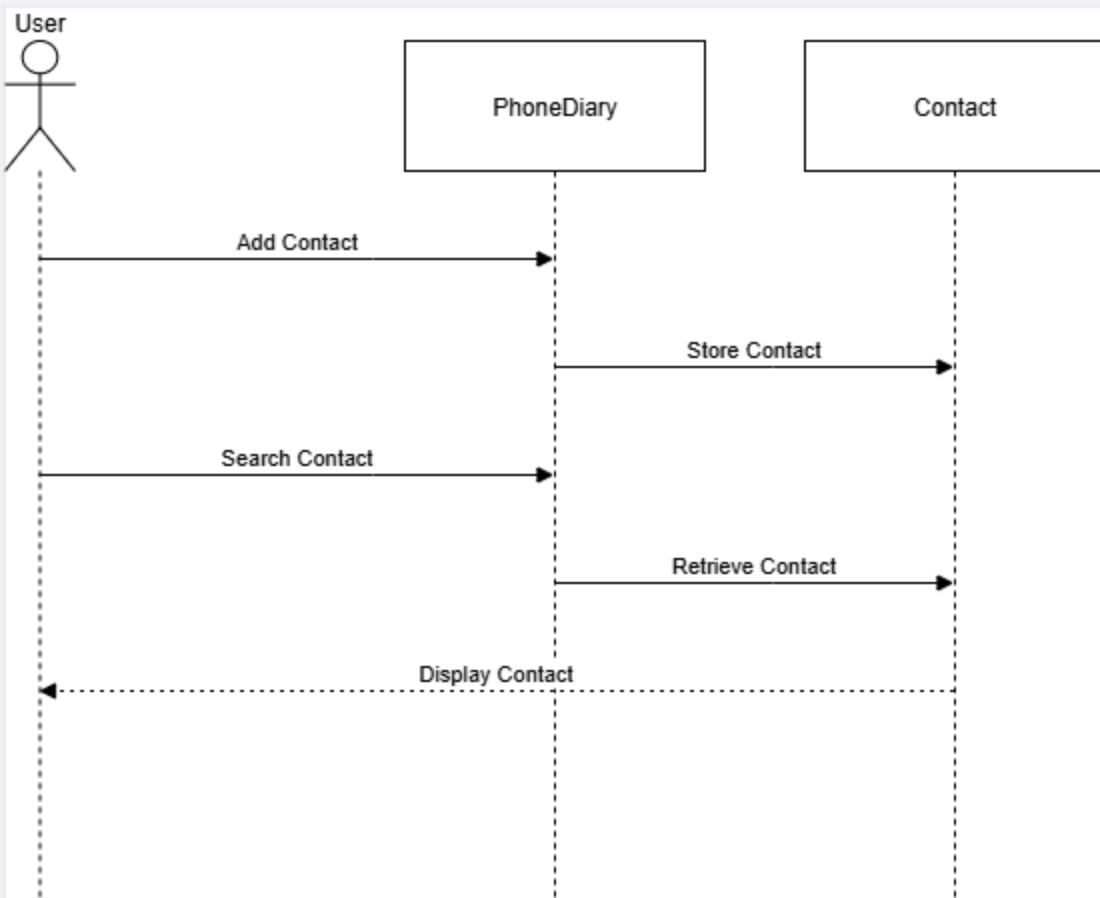 User
PhoneDiary
Contact
Add Contact
Store Contact
Search Contact
Retrieve Contact
Display Contact